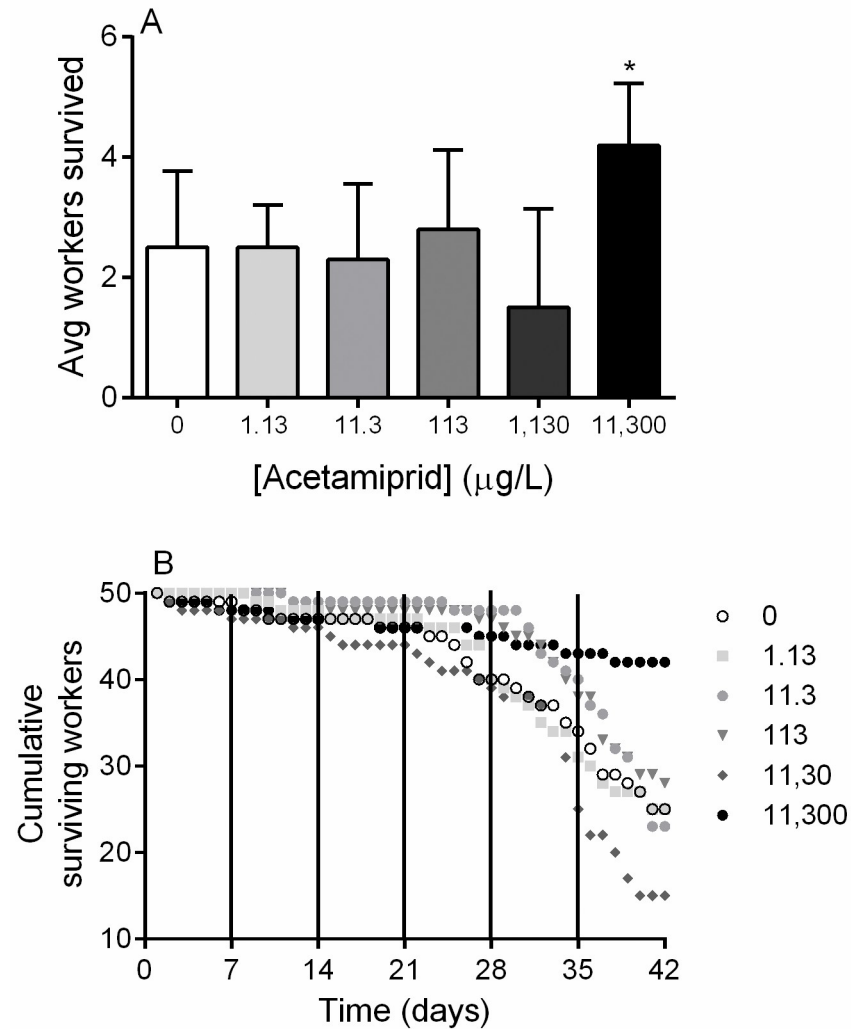 A
6
4
2
0
Avg workers survived
*
0 1.13 11.3 113 1,130 11,300
[Acetamiprid] (μg/L)
B
50
40
30
20
10
Cumulative
surviving workers
0 7 14 21 28 35 42
Time (days)
0
1.13
11.3
113
11,30
11,300